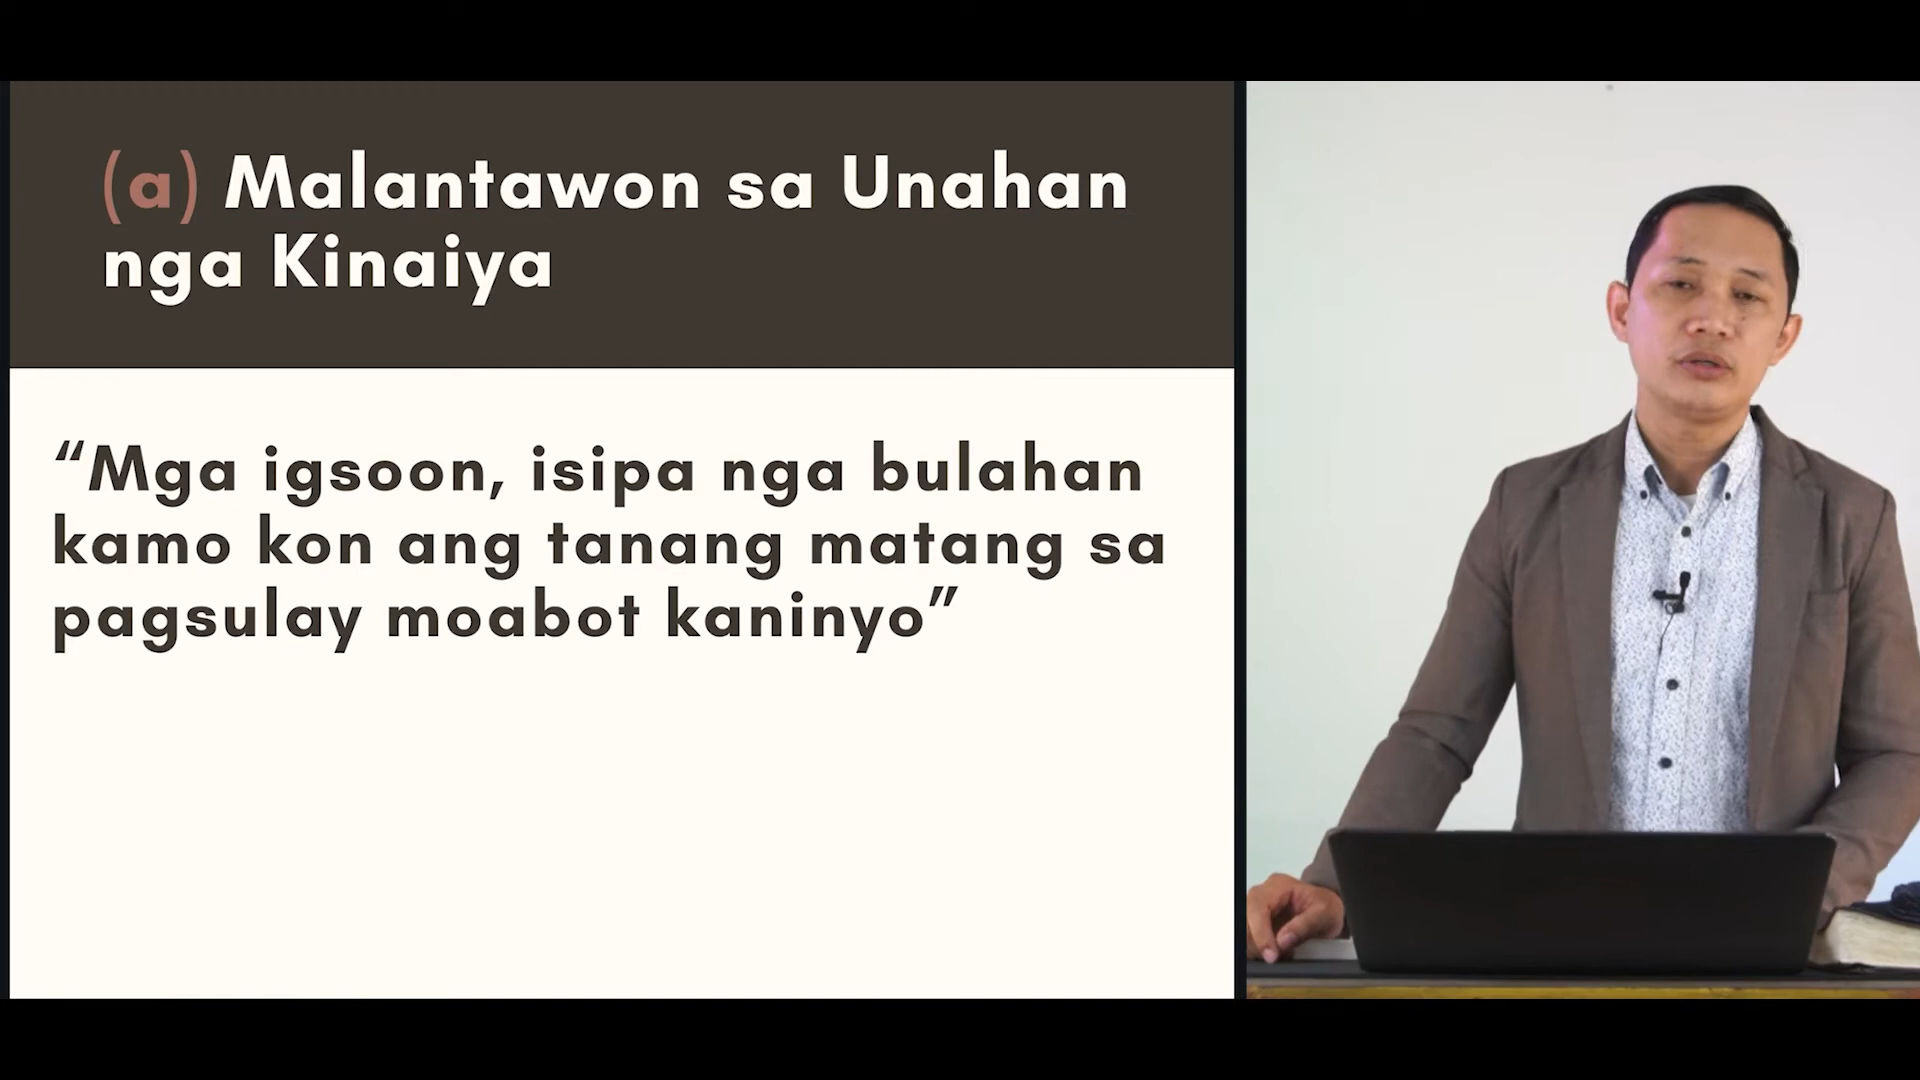 (a) Malantawon sa Unahan
nga Kinaiya
“Mga igsoon, isipa nga bulahan
kamo kon ang tanang matang sa
pagsulay moabot kaninyo”